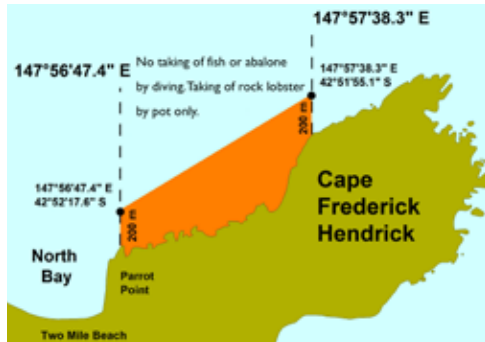 147°57'38.3" E
147°56'47.4" E
No taking of fish or abalone
by diving. Taking of rock lobster
by pot only.
147°57'38.3" E
42°51'55.1" S
200 m
147°56'47.4" E
42°52'17.6" S
200 m
Cape
Frederick
Hendrick
North
Bay
Parrot
Point
Two Mile Beach